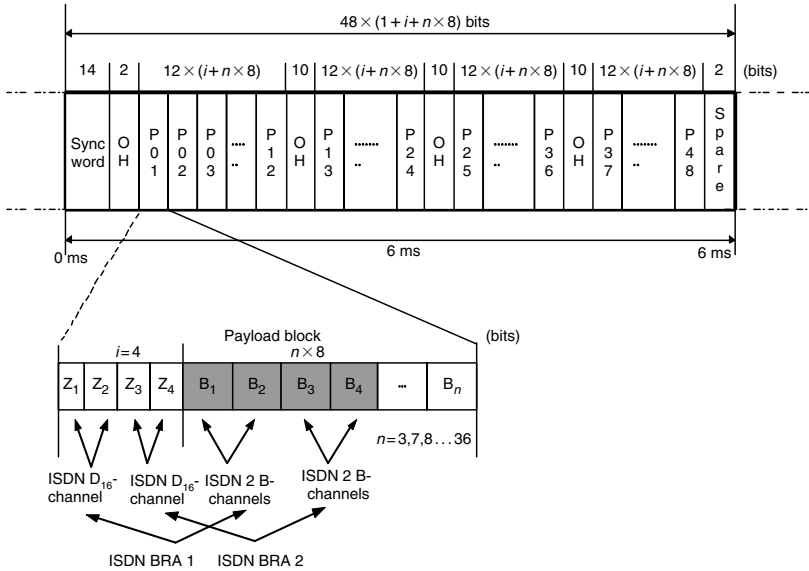 48 × (1 + i + n × 8) bits
14 2 12 × (i + n × 8) 10 12 × (i + n × 8) 10 12 × (i + n × 8) 10 12 × (i + n × 8) 2 (bits)
Sync word OH P01 P02 P03 ...... P12 OH P13 ......... P24 OH P25 ......... P36 OH P37 ......... P48 Spare
0 ms 6 ms 6 ms
Payload block (bits)
i = 4 n × 8
Z₁ Z₂ Z₃ Z₄ B₁ B₂ B₃ B₄ ... Bₙ
n = 3,7,8 . . . 36
ISDN D₁₆-channel ISDN D₁₆-channel ISDN 2 B-channels ISDN 2 B-channels
ISDN BRA 1 ISDN BRA 2